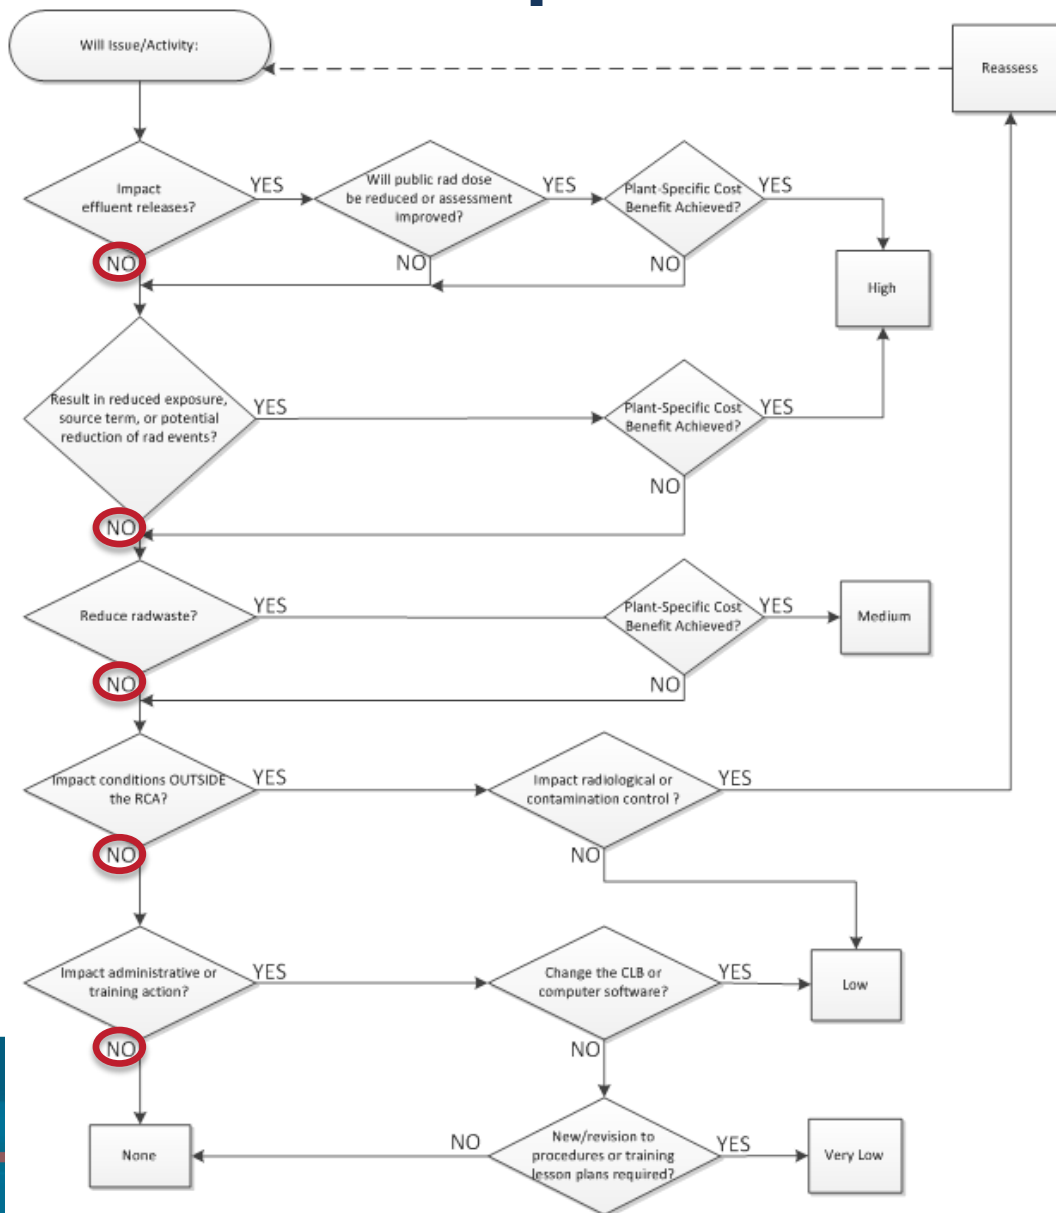 Will Issue/Activity:
Reassess
Impact
effluent releases?
YES
Will public rad dose
be reduced or assessment
improved?
YES
Plant-Specific Cost
Benefit Achieved?
YES
NO
NO
NO
High
Result in reduced exposure,
source term, or potential
reduction of rad events?
YES
Plant-Specific Cost
Benefit Achieved?
YES
NO
NO
Reduce radwaste?
YES
Plant-Specific Cost
Benefit Achieved?
YES
Medium
NO
NO
Impact conditions OUTSIDE
the RCA?
YES
Impact radiological or
contamination control ?
YES
NO
NO
Impact administrative or
training action?
YES
Change the CLB or
computer software?
YES
Low
NO
NO
None
NO
New/revision to
procedures or training
lesson plans required?
YES
Very Low